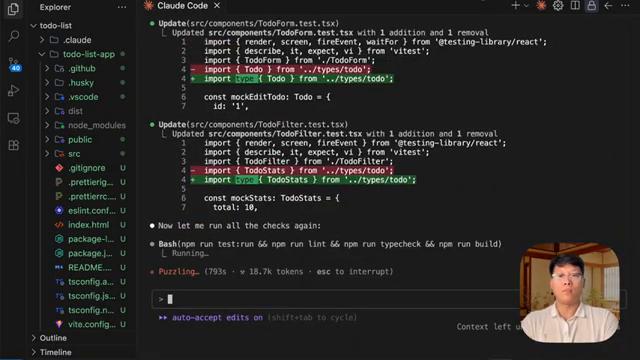 Explorer
Claude Code
todo-list
.claude
todo-list-app
.github
.husky
.vscode
dist
node_modules
public
src
.gitignore
.prettierig
.prettierrc.
eslint.conf
index.html
package-l
package.js
README.m
tsconfig.a
tsconfig.js
tsconfig.n
vite.config
Outline
Timeline
40
Update(src/components/TodoForm.test.tsx)
Updated src/components/TodoForm.test.tsx with 1 addition and 1 removal
1 import { render, screen, fireEvent, waitFor } from '@testing-library/react';
2 import { describe, it, expect, vi } from 'vitest';
3 import { TodoForm } from './TodoForm';
4 - import { Todo } from '../types/todo';
4 + import type { Todo } from '../types/todo';
5
6 const mockEditTodo: Todo = {
7 id: '1',
Update(src/components/TodoFilter.test.tsx)
Updated src/components/TodoFilter.test.tsx with 1 addition and 1 removal
1 import { render, screen, fireEvent } from '@testing-library/react';
2 import { describe, it, expect, vi } from 'vitest';
3 import { TodoFilter } from './TodoFilter';
4 - import { TodoStats } from '../types/todo';
4 + import type { TodoStats } from '../types/todo';
5
6 const mockStats: TodoStats = {
7 total: 10,
Now let me run all the checks again:
Bash(npm run test:run && npm run lint && npm run typecheck && npm run build)
Running…
Puzzling… (793s · 18.7k tokens · esc to interrupt)
>
auto-accept edits on (shift+tab to cycle)
Context left un